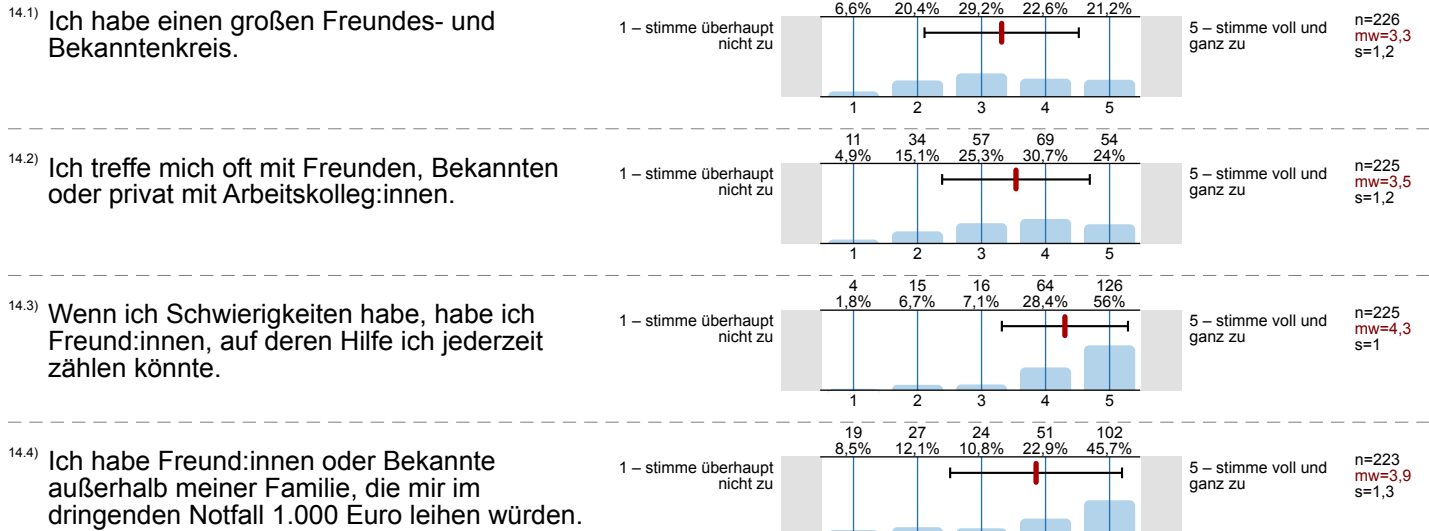 14.1) Ich habe einen großen Freundes- und
Bekanntenkreis.
1 – stimme überhaupt
nicht zu
6,6% 20,4% 29,2% 22,6% 21,2%
1 2 3 4 5
5 – stimme voll und
ganz zu
n=226
mw=3,3
s=1,2
14.2) Ich treffe mich oft mit Freunden, Bekannten
oder privat mit Arbeitskolleg:innen.
1 – stimme überhaupt
nicht zu
11 34 57 69 54
4,9% 15,1% 25,3% 30,7% 24%
1 2 3 4 5
5 – stimme voll und
ganz zu
n=225
mw=3,5
s=1,2
14.3) Wenn ich Schwierigkeiten habe, habe ich
Freund:innen, auf deren Hilfe ich jederzeit
zählen könnte.
1 – stimme überhaupt
nicht zu
4 15 16 64 126
1,8% 6,7% 7,1% 28,4% 56%
1 2 3 4 5
5 – stimme voll und
ganz zu
n=225
mw=4,3
s=1
14.4) Ich habe Freund:innen oder Bekannte
außerhalb meiner Familie, die mir im
dringenden Notfall 1.000 Euro leihen würden.
1 – stimme überhaupt
nicht zu
19 27 24 51 102
8,5% 12,1% 10,8% 22,9% 45,7%
5 – stimme voll und
ganz zu
n=223
mw=3,9
s=1,3